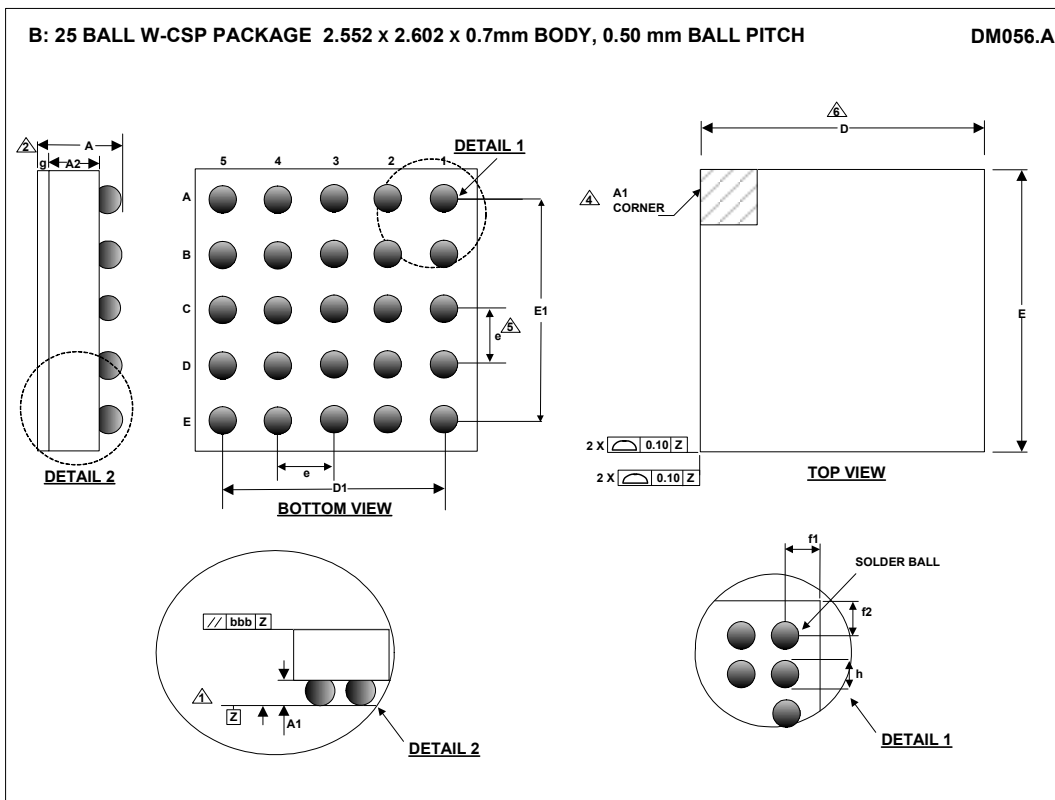 B: 25 BALL W-CSP PACKAGE 2.552 x 2.602 x 0.7mm BODY, 0.50 mm BALL PITCH DM056.A
2 A
g A2
DETAIL 2
DETAIL 1
5 4 3 2 1
A
B
C
D
E
E1
e 5
e
D1
BOTTOM VIEW
6
D
4 A1
CORNER
E
2 X 0.10 Z
2 X 0.10 Z
TOP VIEW
// bbb Z
1
Z
A1
DETAIL 2
f1
SOLDER BALL
f2
h
DETAIL 1